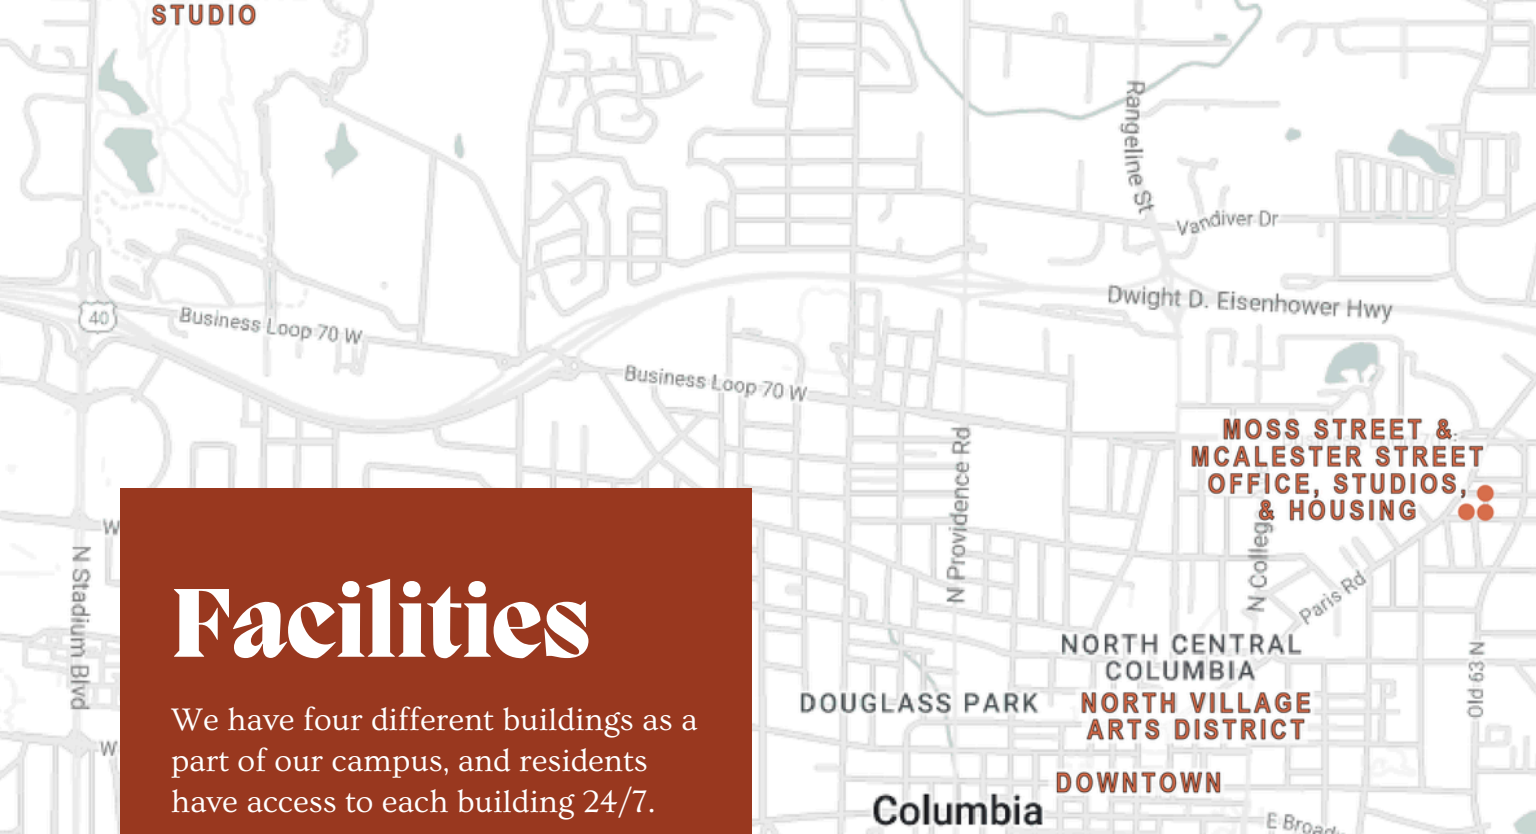 STUDIO
Rangeline St
Vandiver Dr
40
Business Loop 70 W
Dwight D. Eisenhower Hwy
Business Loop 70 W
MOSS STREET &
MCALESTER STREET
OFFICE, STUDIOS,
& HOUSING
N Providence Rd
N Colleg
Paris Rd
W
N Stadium Blvd
W
Facilities
We have four different buildings as a
part of our campus, and residents
have access to each building 24/7.
NORTH CENTRAL
COLUMBIA
DOUGLASS PARK
NORTH VILLAGE
ARTS DISTRICT
Old 63 N
DOWNTOWN
Columbia
E Broad